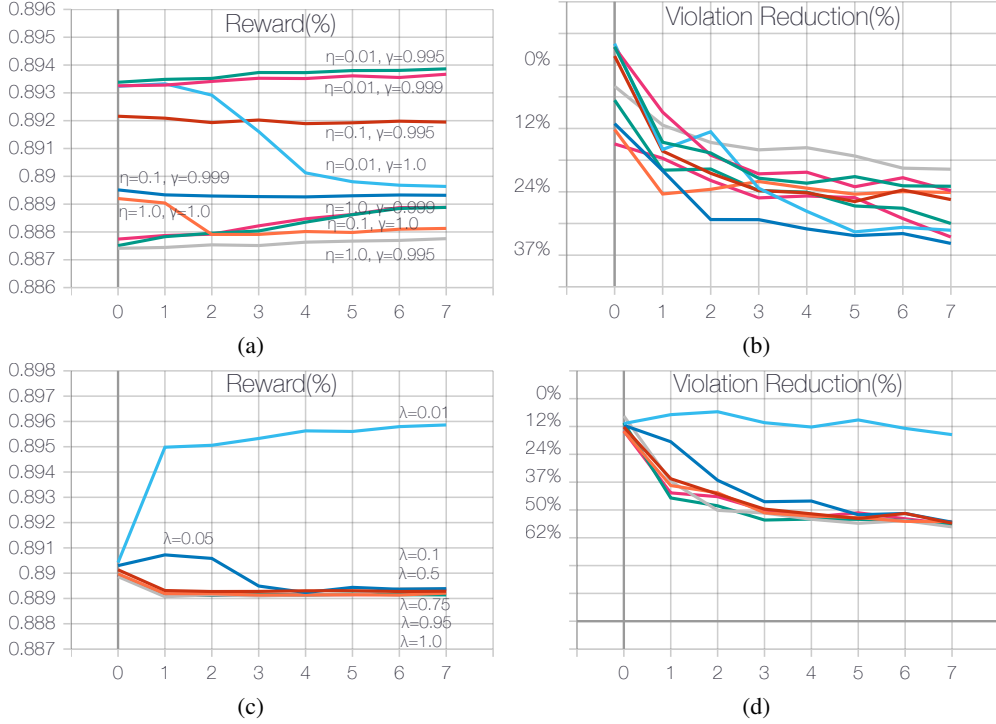 Reward(%)
0.896
0.896
0.894
0.893
0.892
0.891
0.89
0.889
0.888
0.887
0.886
η=0.01, γ=0.995
η=0.01, γ=0.999
η=0.1, γ=0.995
η=0.01, γ=1.0
η=0.1, γ=0.999
η=1.0, γ=1.0
η=1.0, γ=0.999
η=0.1, γ=1.0
η=1.0, γ=0.995
0 1 2 3 4 5 6 7
(a)
Violation Reduction(%)
0%
12%
24%
37%
0 1 2 3 4 5 6 7
(b)
Reward(%)
0.898
0.896
0.895
0.894
0.893
0.892
0.891
0.89
0.889
0.888
0.887
λ=0.01
λ=0.05
λ=0.1
λ=0.5
λ=0.75
λ=0.95
λ=1.0
0 1 2 3 4 5 6 7
(c)
Violation Reduction(%)
0%
12%
24%
37%
50%
62%
0 1 2 3 4 5 6 7
(d)